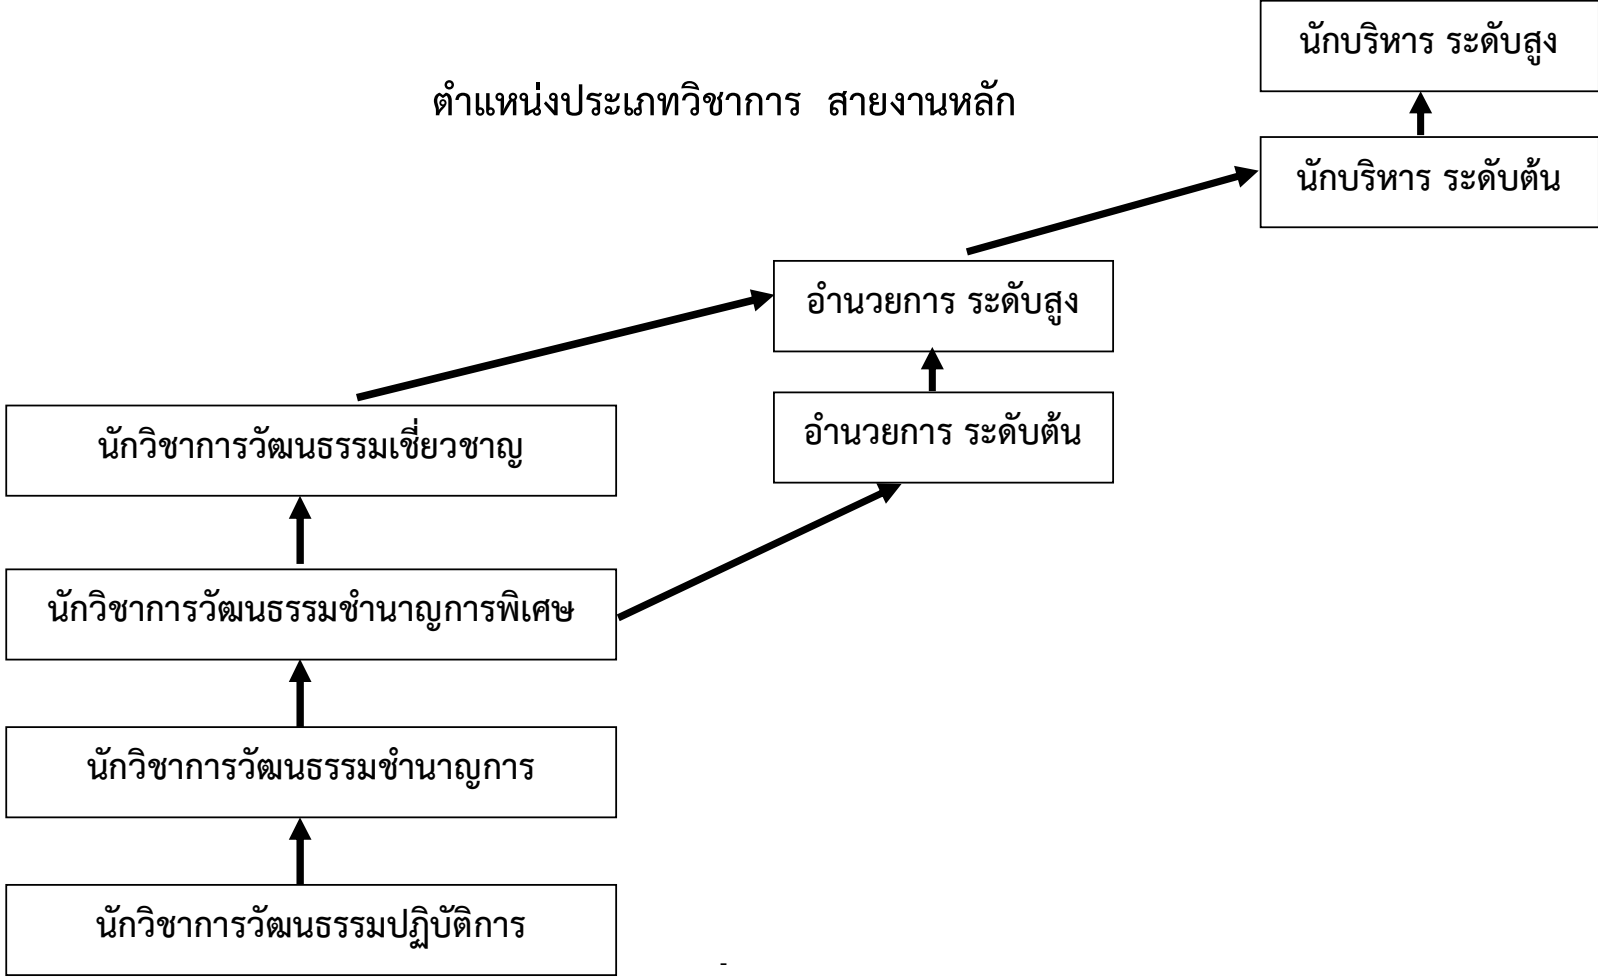 นักบริหาร ระดับสูง
ตำแหน่งประเภทวิชาการ สายงานหลัก
นักบริหาร ระดับต้น
อำนวยการ ระดับสูง
อำนวยการ ระดับต้น
นักวิชาการวัฒนธรรมเชี่ยวชาญ
นักวิชาการวัฒนธรรมชำนาญการพิเศษ
นักวิชาการวัฒนธรรมชำนาญการ
นักวิชาการวัฒนธรรมปฏิบัติการ
-